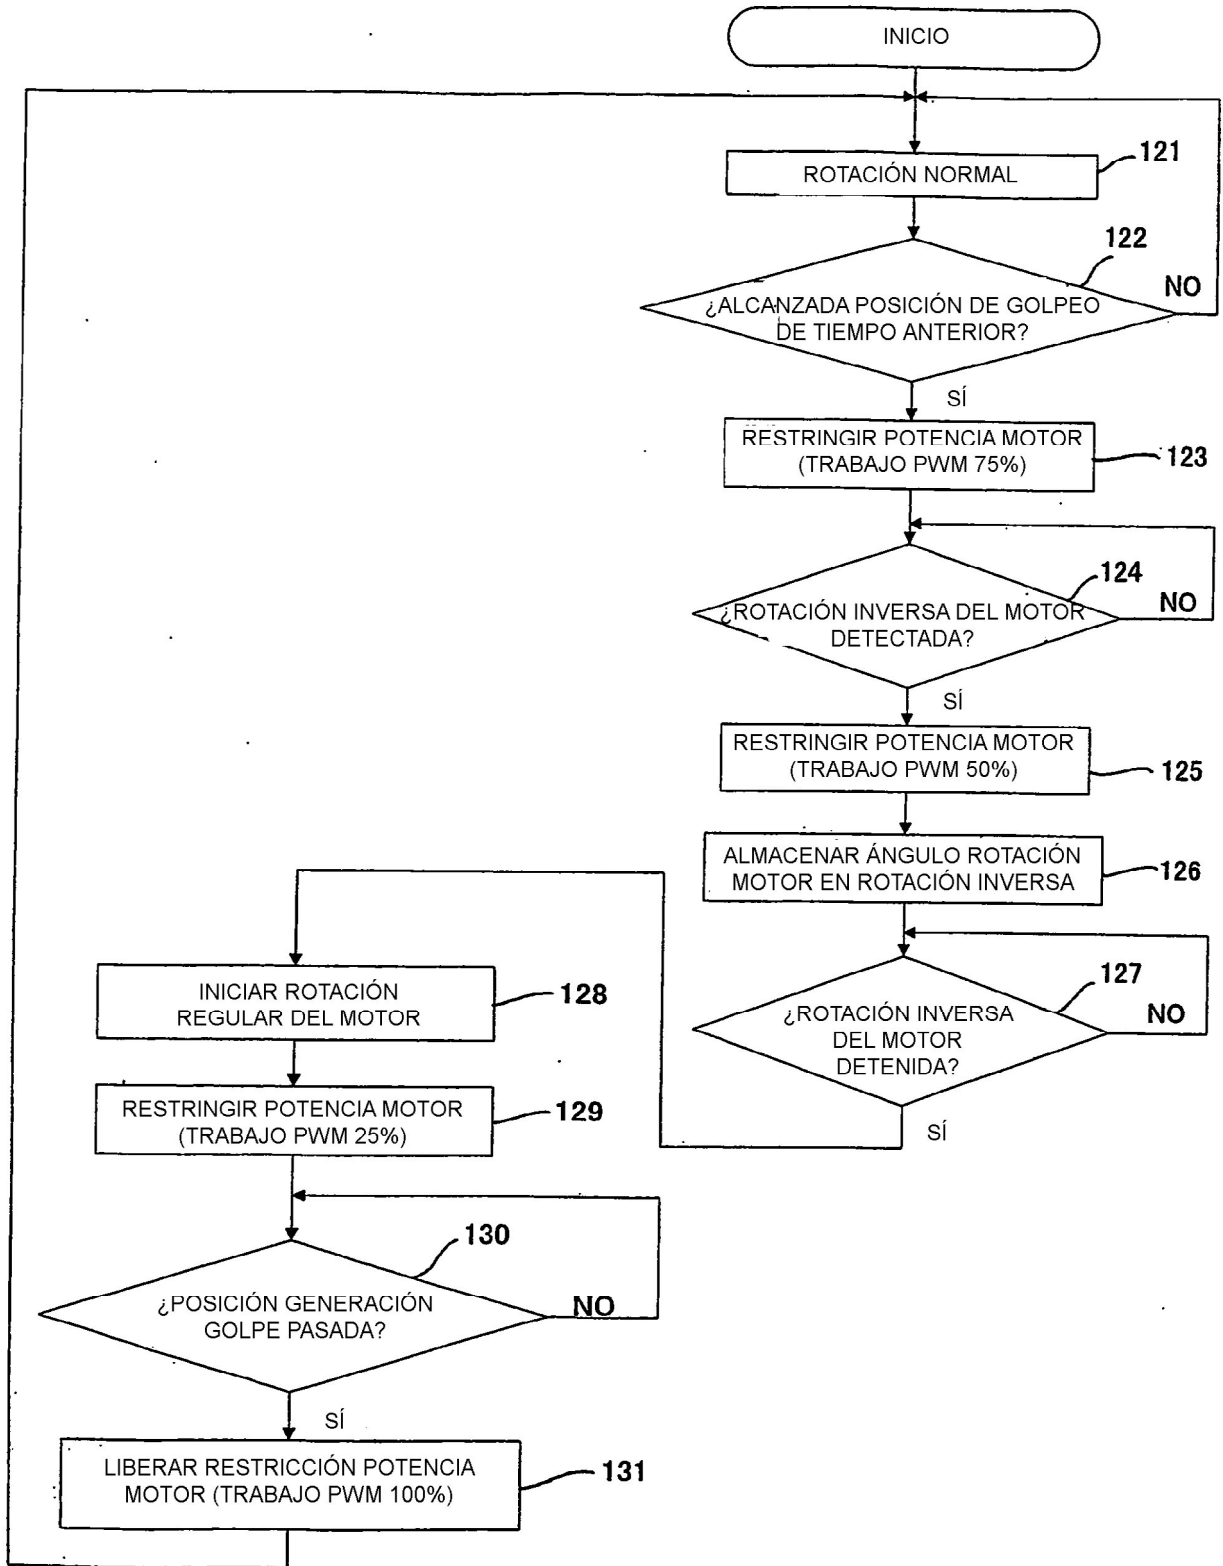 INICIO
ROTACIÓN NORMAL
121
122
¿ALCANZADA POSICIÓN DE GOLPEO
DE TIEMPO ANTERIOR?
NO
SÍ
RESTRINGIR POTENCIA MOTOR
(TRABAJO PWM 75%)
123
124
¿ROTACIÓN INVERSA DEL MOTOR
DETECTADA?
NO
SÍ
RESTRINGIR POTENCIA MOTOR
(TRABAJO PWM 50%)
125
ALMACENAR ÁNGULO ROTACIÓN
MOTOR EN ROTACIÓN INVERSA
126
127
¿ROTACIÓN INVERSA
DEL MOTOR
DETENIDA?
NO
SÍ
INICIAR ROTACIÓN
REGULAR DEL MOTOR
128
RESTRINGIR POTENCIA MOTOR
(TRABAJO PWM 25%)
129
130
¿POSICIÓN GENERACIÓN
GOLPE PASADA?
NO
SÍ
LIBERAR RESTRICCIÓN POTENCIA
MOTOR (TRABAJO PWM 100%)
131